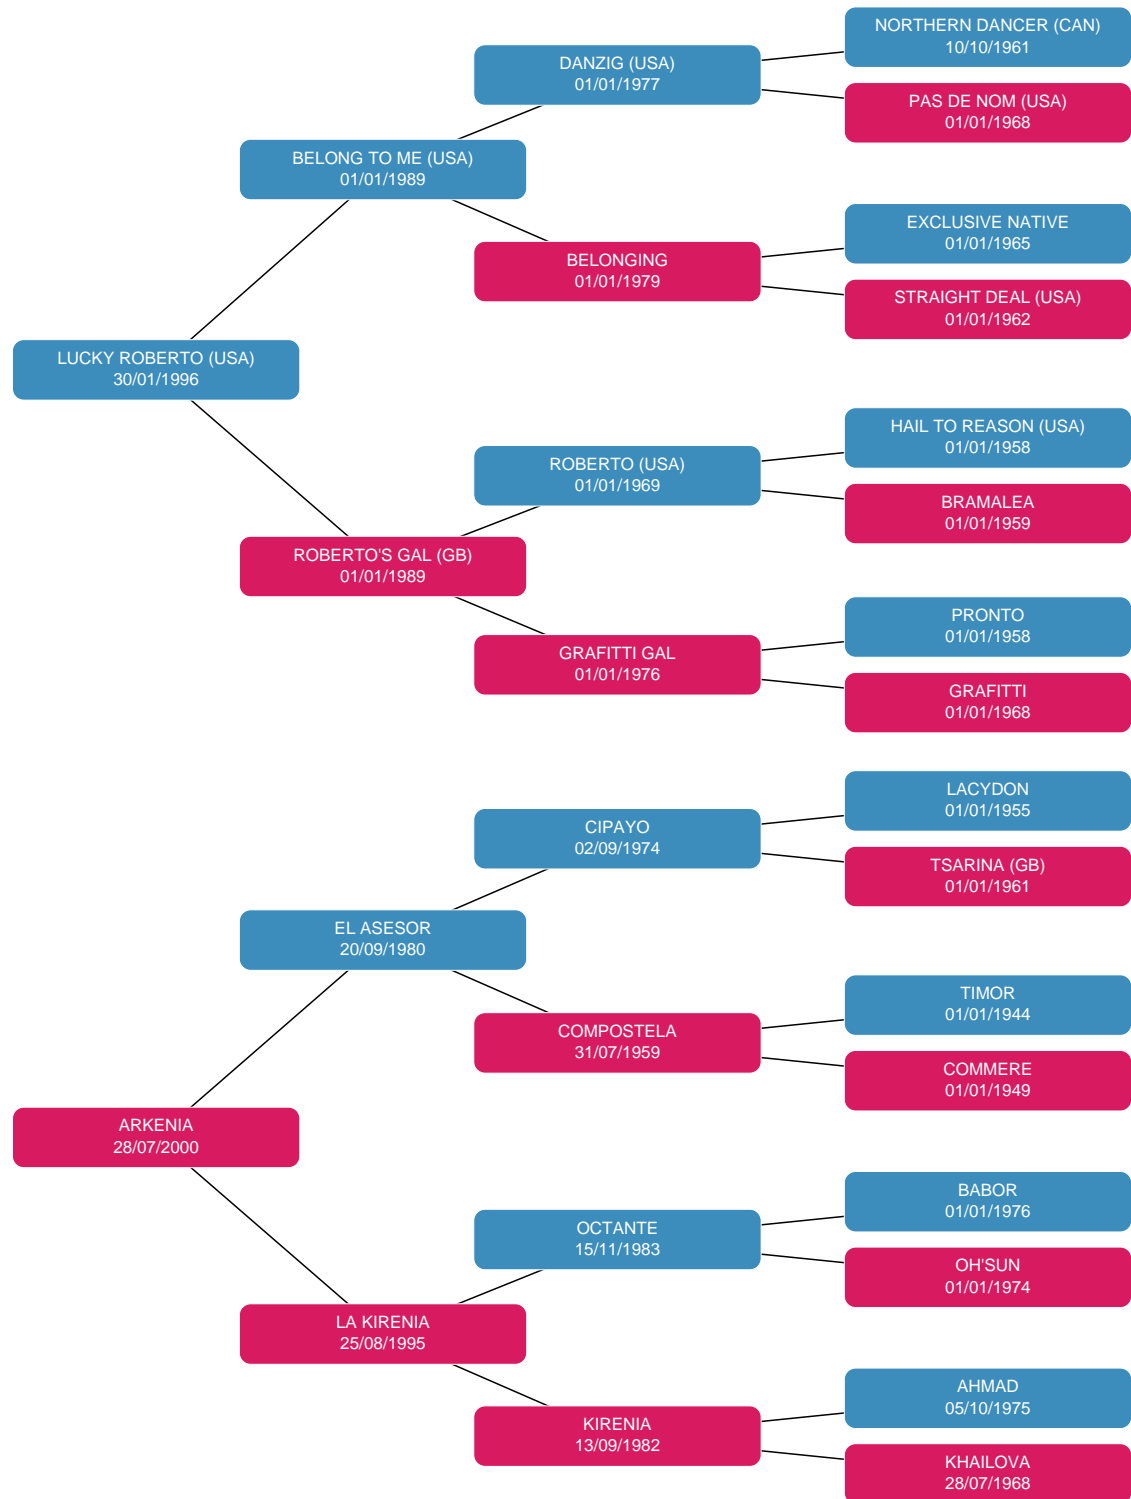 NORTHERN DANCER (CAN)
10/10/1961
DANZIG (USA)
01/01/1977
PAS DE NOM (USA)
01/01/1968
BELONG TO ME (USA)
01/01/1989
EXCLUSIVE NATIVE
01/01/1965
BELONGING
01/01/1979
STRAIGHT DEAL (USA)
01/01/1962
LUCKY ROBERTO (USA)
30/01/1996
HAIL TO REASON (USA)
01/01/1958
ROBERTO (USA)
01/01/1969
BRAMALEA
01/01/1959
ROBERTO'S GAL (GB)
01/01/1989
PRONTO
01/01/1958
GRAFITTI GAL
01/01/1976
GRAFITTI
01/01/1968
LACYDON
01/01/1955
CIPAYO
02/09/1974
TSARINA (GB)
01/01/1961
EL ASESOR
20/09/1980
TIMOR
01/01/1944
COMPOSTELA
31/07/1959
COMMERE
01/01/1949
ARKENIA
28/07/2000
BABOR
01/01/1976
OCTANTE
15/11/1983
OH'SUN
01/01/1974
LA KIRENIA
25/08/1995
AHMAD
05/10/1975
KIRENIA
13/09/1982
KHAILOVA
28/07/1968